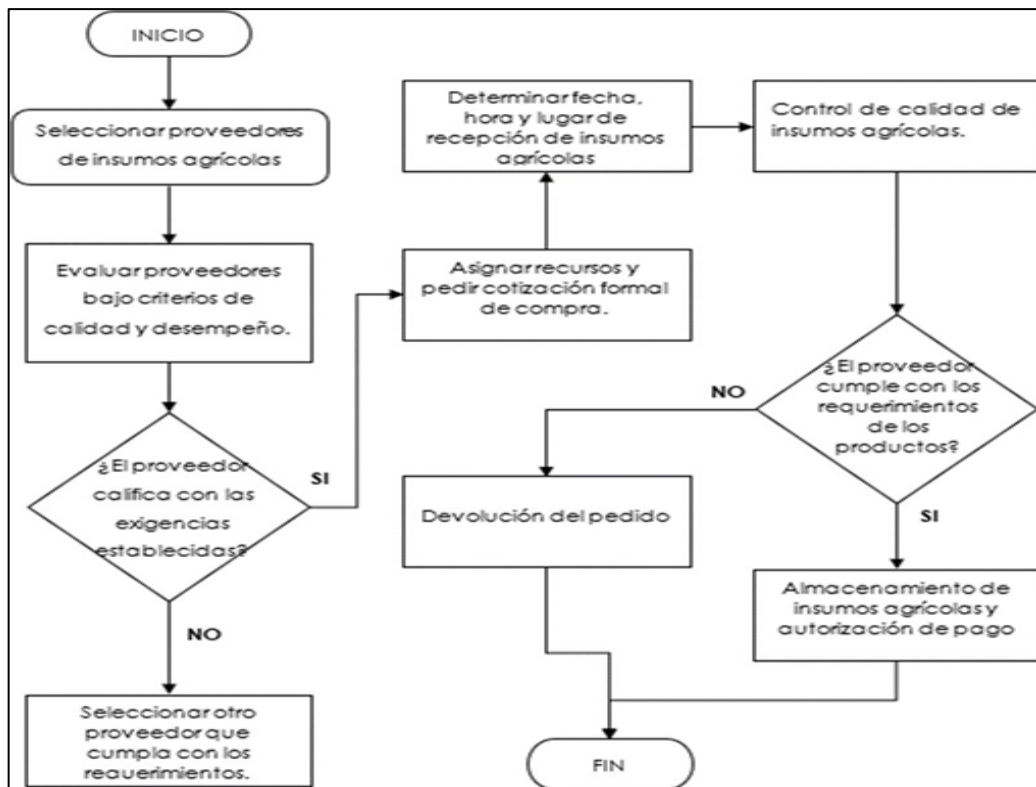 INICIO
Seleccionar proveedores
de insumos agrícolas
Evaluar proveedores
bajo criterios de
calidad y desempeño.
¿El proveedor
califica con las
exigencias
establecidas?
SI
NO
Seleccionar otro
proveedor que
cumpla con los
requerimientos.
Asignar recursos y
pedir cotización formal
de compra.
Determinar fecha,
hora y lugar de
recepción de insumos
agrícolas
Control de calidad de
insumos agrícolas.
¿El proveedor
cumple con los
requerimientos
de los
productos?
NO
SI
Devolución del pedido
Almacenamiento de
insumos agrícolas y
autorización de pago
FIN